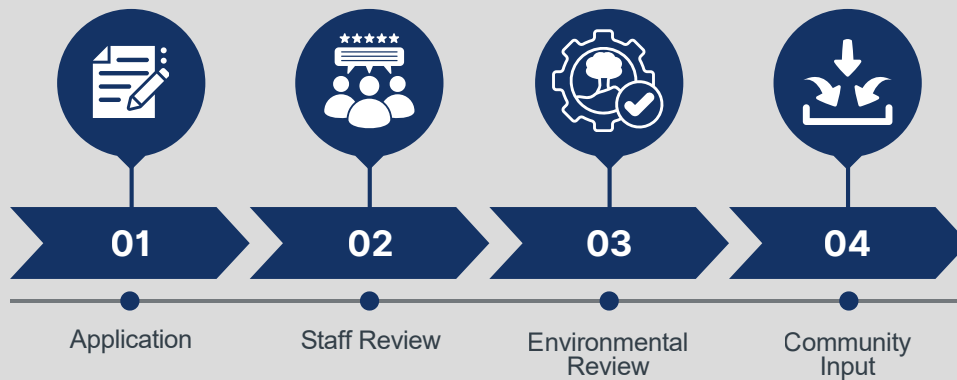 01
02
03
04
Application
Staff Review
Environmental
Review
Community
Input